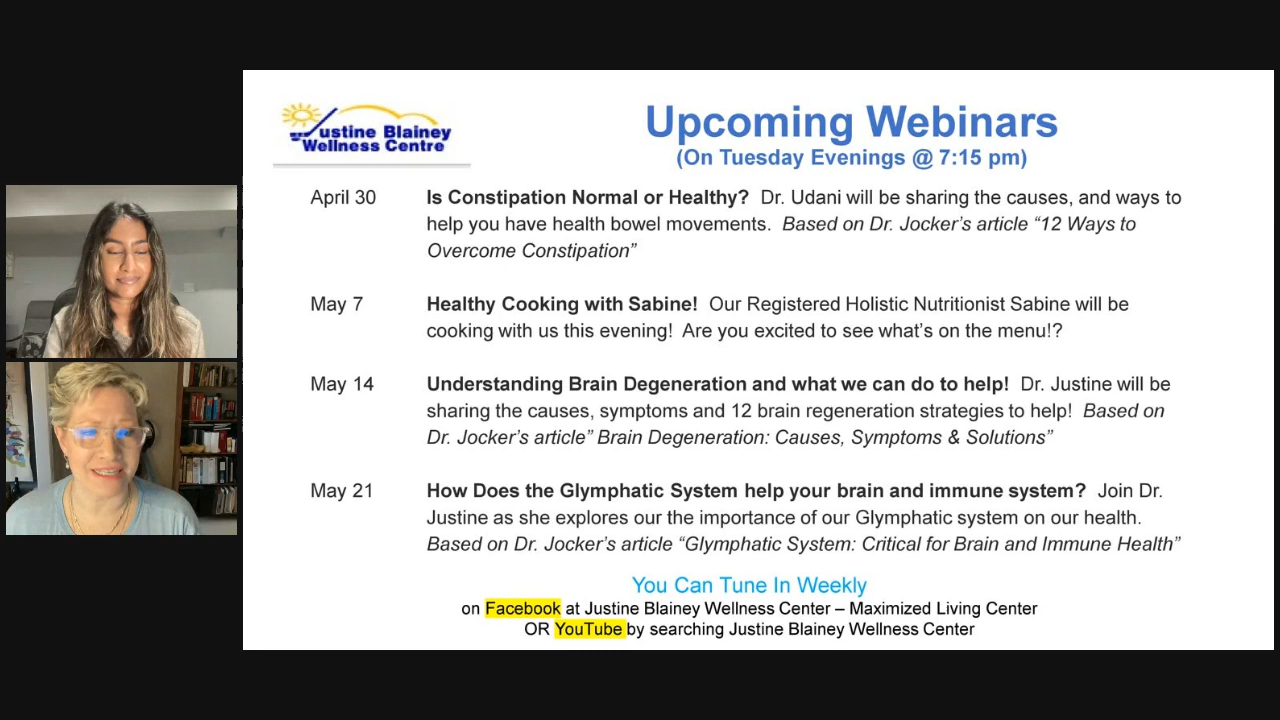 Justine Blainey
Wellness Centre
Upcoming Webinars
(On Tuesday Evenings @ 7:15 pm)
April 30
Is Constipation Normal or Healthy?  Dr. Udani will be sharing the causes, and ways to
help you have health bowel movements.  Based on Dr. Jocker's article “12 Ways to
Overcome Constipation”
May 7
Healthy Cooking with Sabine!  Our Registered Holistic Nutritionist Sabine will be
cooking with us this evening!  Are you excited to see what's on the menu!?
May 14
Understanding Brain Degeneration and what we can do to help!  Dr. Justine will be
sharing the causes, symptoms and 12 brain regeneration strategies to help!  Based on
Dr. Jocker's article” Brain Degeneration: Causes, Symptoms & Solutions”
May 21
How Does the Glymphatic System help your brain and immune system?  Join Dr.
Justine as she explores our the importance of our Glymphatic system on our health.
Based on Dr. Jocker's article “Glymphatic System: Critical for Brain and Immune Health”
You Can Tune In Weekly
on Facebook at Justine Blainey Wellness Center – Maximized Living Center
OR YouTube by searching Justine Blainey Wellness Center